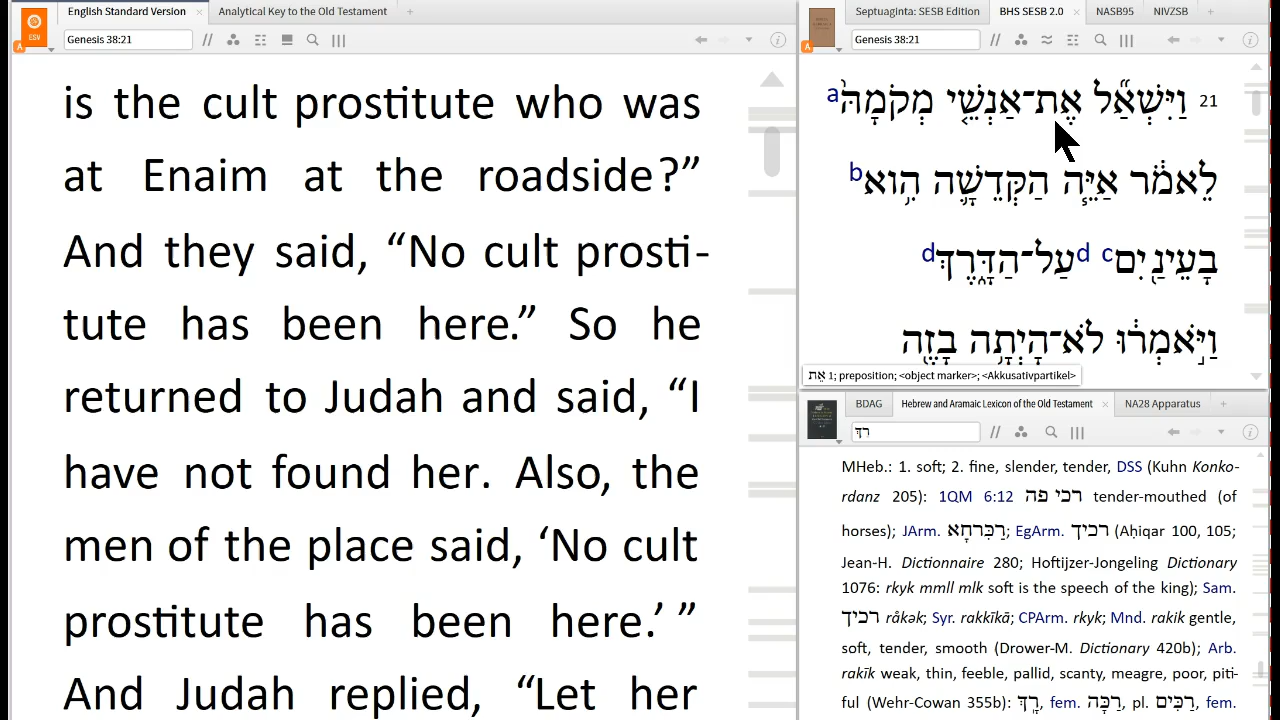 English Standard Version
Analytical Key to the Old Testament
Genesis 38:21
is the cult prostitute who was
at Enaim at the roadside?”
And they said, “No cult prosti-
tute has been here.” So he
returned to Judah and said, “I
have not found her. Also, the
men of the place said, ‘No cult
prostitute has been here.’ ”
And Judah replied, “Let her
Septuaginta: SESB Edition
BHS SESB 2.0
NASB95
NIVZSB
Genesis 38:21
21 וַיִּשְׁאַ֞ל אֶת־אַנְשֵׁ֤י מְקֹמָהּ֙ a
לֵאמֹ֔ר אַיֵּ֧ה הַקְּדֵשָׁ֛ה הִ֥וא b
בָעֵינַ֖יִם c d עַל־הַדָּ֑רֶךְ d
וַיֹּ֣אמְר֔וּ לֹא־הָיְתָ֥ה בָזֶ֖ה
אֵת 1; preposition; <object marker>; <Akkusativpartikel>
BDAG
Hebrew and Aramaic Lexicon of the Old Testament
NA28 Apparatus
רךְ
MHeb.: 1. soft; 2. fine, slender, tender, DSS (Kuhn Konko-
rdanz 205): 1QM 6:12 רכי פה tender-mouthed (of
horses); JArm. רַכִּרחָא; EgArm. רכיך (Aḥiqar 100, 105;
Jean-H. Dictionnaire 280; Hoftijzer-Jongeling Dictionary
1076: rkyk mmll mlk soft is the speech of the king); Sam.
רכיך råkək; Syr. rakkīkā; CPArm. rkyk; Mnd. rakik gentle,
soft, tender, smooth (Drower-M. Dictionary 420b); Arb.
rakīk weak, thin, feeble, pallid, scanty, meagre, poor, piti-
ful (Wehr-Cowan 355b): רָךְ, fem. רַכָּה, pl. רַכִּים, fem.